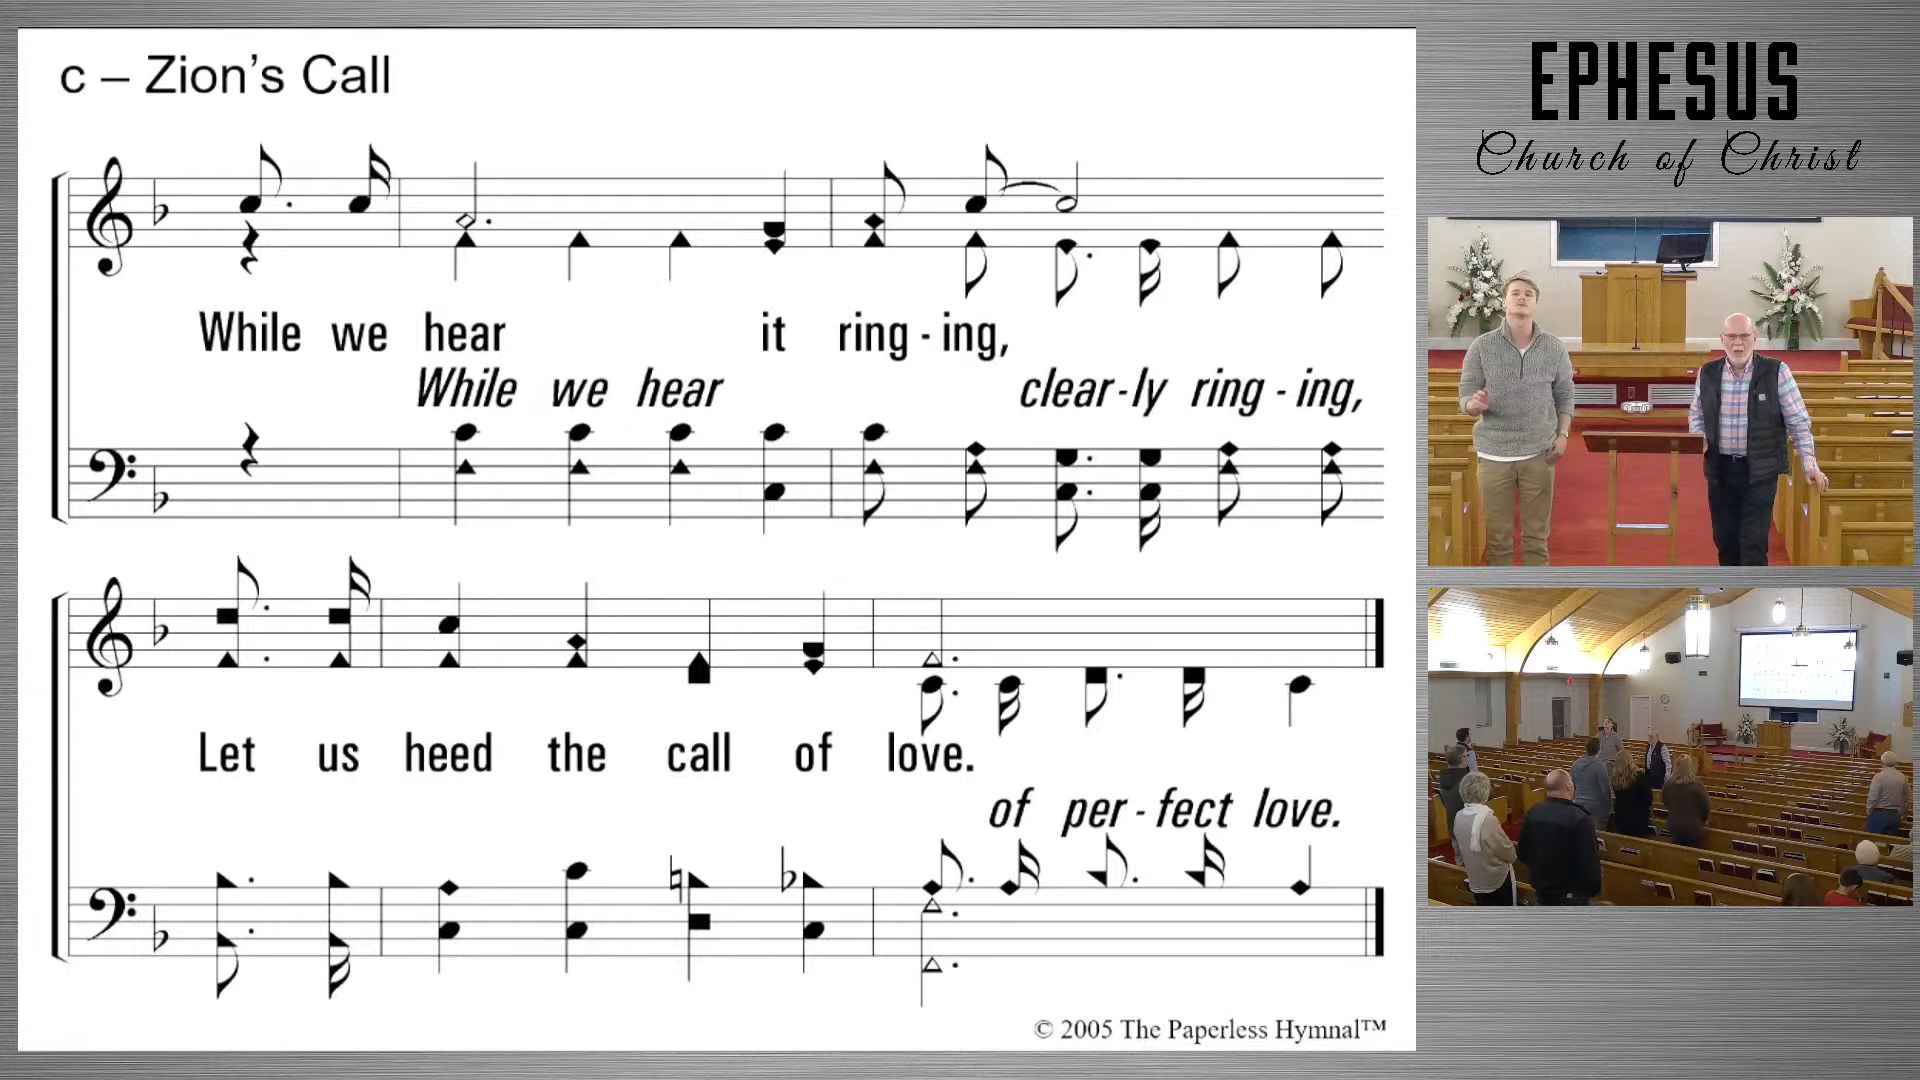 c – Zion's Call
While we hear it ring - ing,
While we hear clear - ly ring - ing,
Let us heed the call of love.
of per - fect love.
© 2005 The Paperless Hymnal™
EPHESUS
Church of Christ